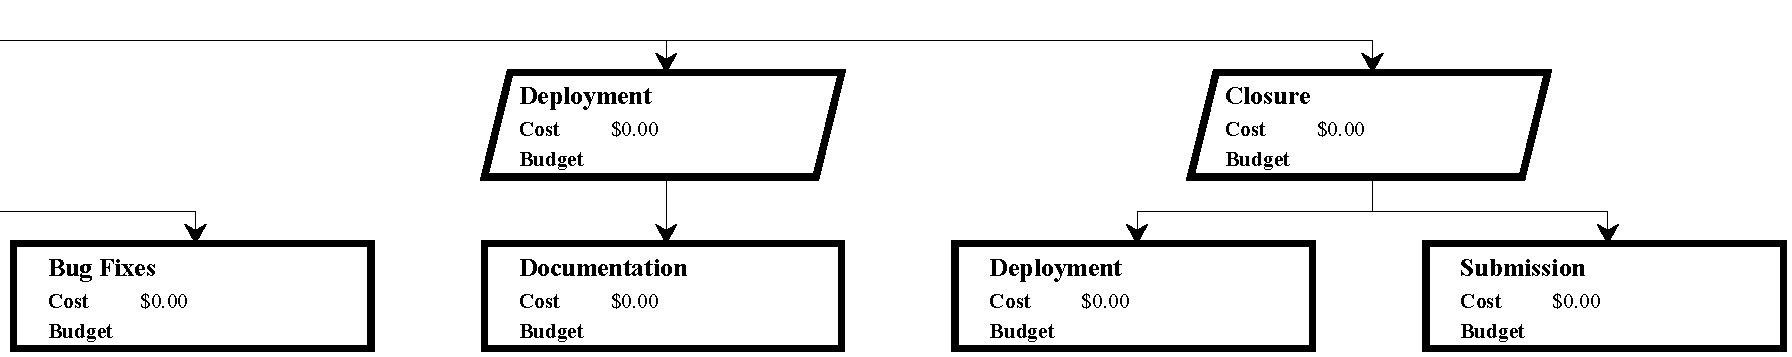 Deployment
Cost $0.00
Budget
Closure
Cost $0.00
Budget
Bug Fixes
Cost $0.00
Budget
Documentation
Cost $0.00
Budget
Deployment
Cost $0.00
Budget
Submission
Cost $0.00
Budget